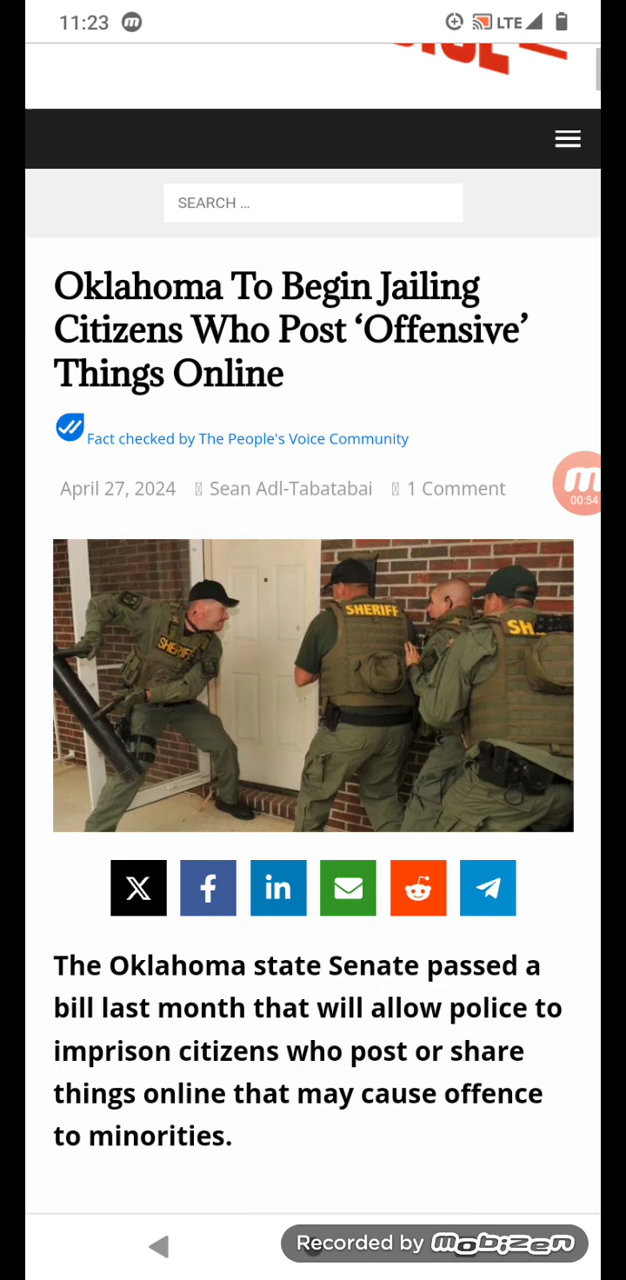 11:23
LTE
SEARCH ...
Oklahoma To Begin Jailing
Citizens Who Post ‘Offensive’
Things Online
Fact checked by The People's Voice Community
April 27, 2024 Sean Adl-Tabatabai 1 Comment
00:54
SHERIFF
SHERIFF
SH
The Oklahoma state Senate passed a
bill last month that will allow police to
imprison citizens who post or share
things online that may cause offence
to minorities.
Recorded by Mobizen